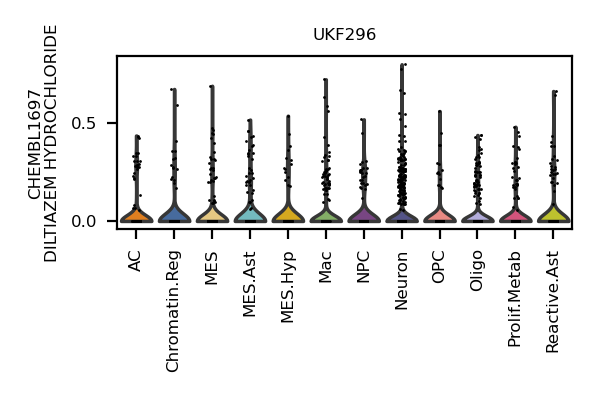 UKF296
CHEMBL1697
DILTIAZEM HYDROCHLORIDE
0.5
0.0
AC
Chromatin.Reg
MES
MES.Ast
MES.Hyp
Mac
NPC
Neuron
OPC
Oligo
Prolif.Metab
Reactive.Ast